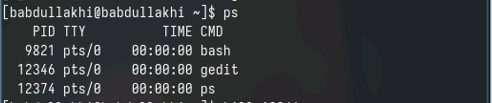 [babdullakhi@babdullakhi ~]$ ps
PID TTY TIME CMD
9821 pts/0 00:00:00 bash
12346 pts/0 00:00:00 gedit
12374 pts/0 00:00:00 ps